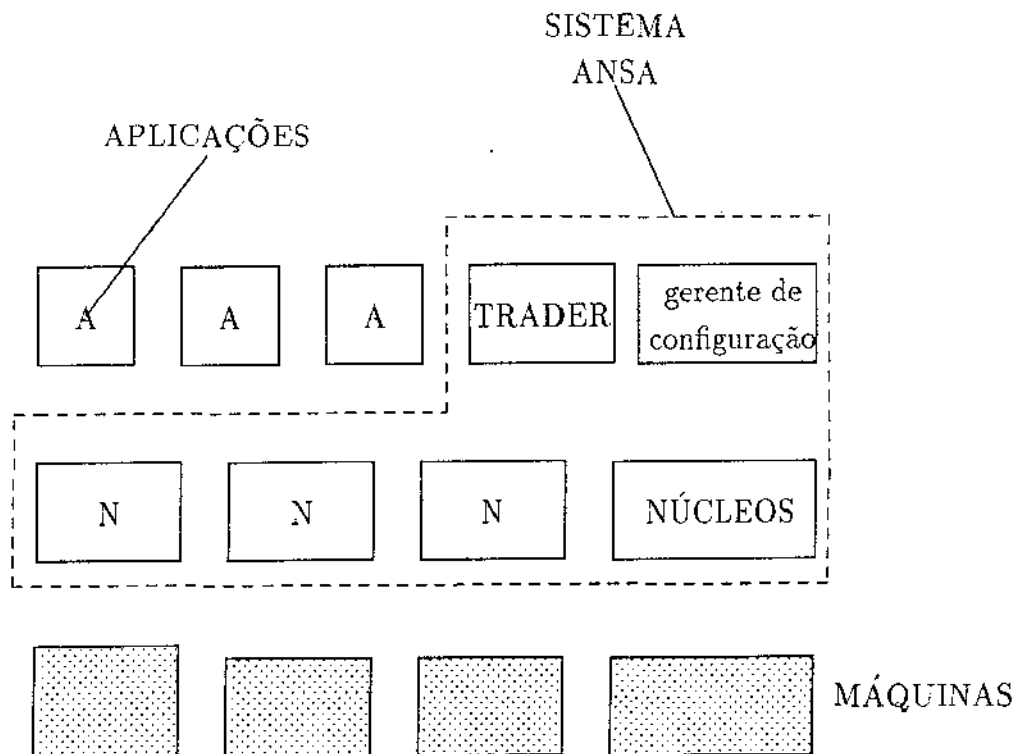 SISTEMA
ANSA
APLICAÇÕES
A
A
A
TRADER
gerente de
configuração
N
N
N
NÚCLEOS
MÁQUINAS